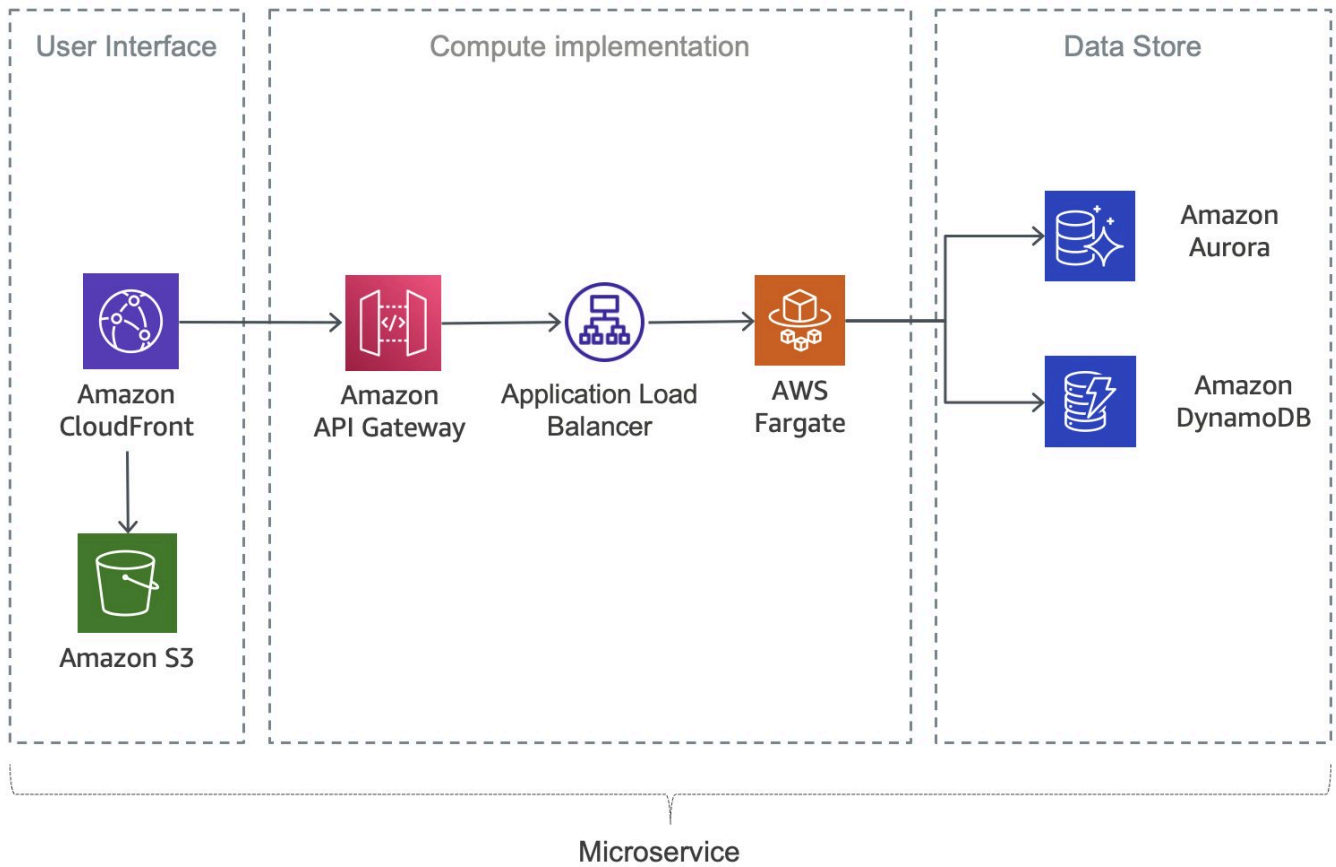 User Interface
Compute implementation
Data Store
Amazon
CloudFront
Amazon S3
</>
Amazon
API Gateway
Application Load
Balancer
AWS
Fargate
Amazon
Aurora
Amazon
DynamoDB
Microservice